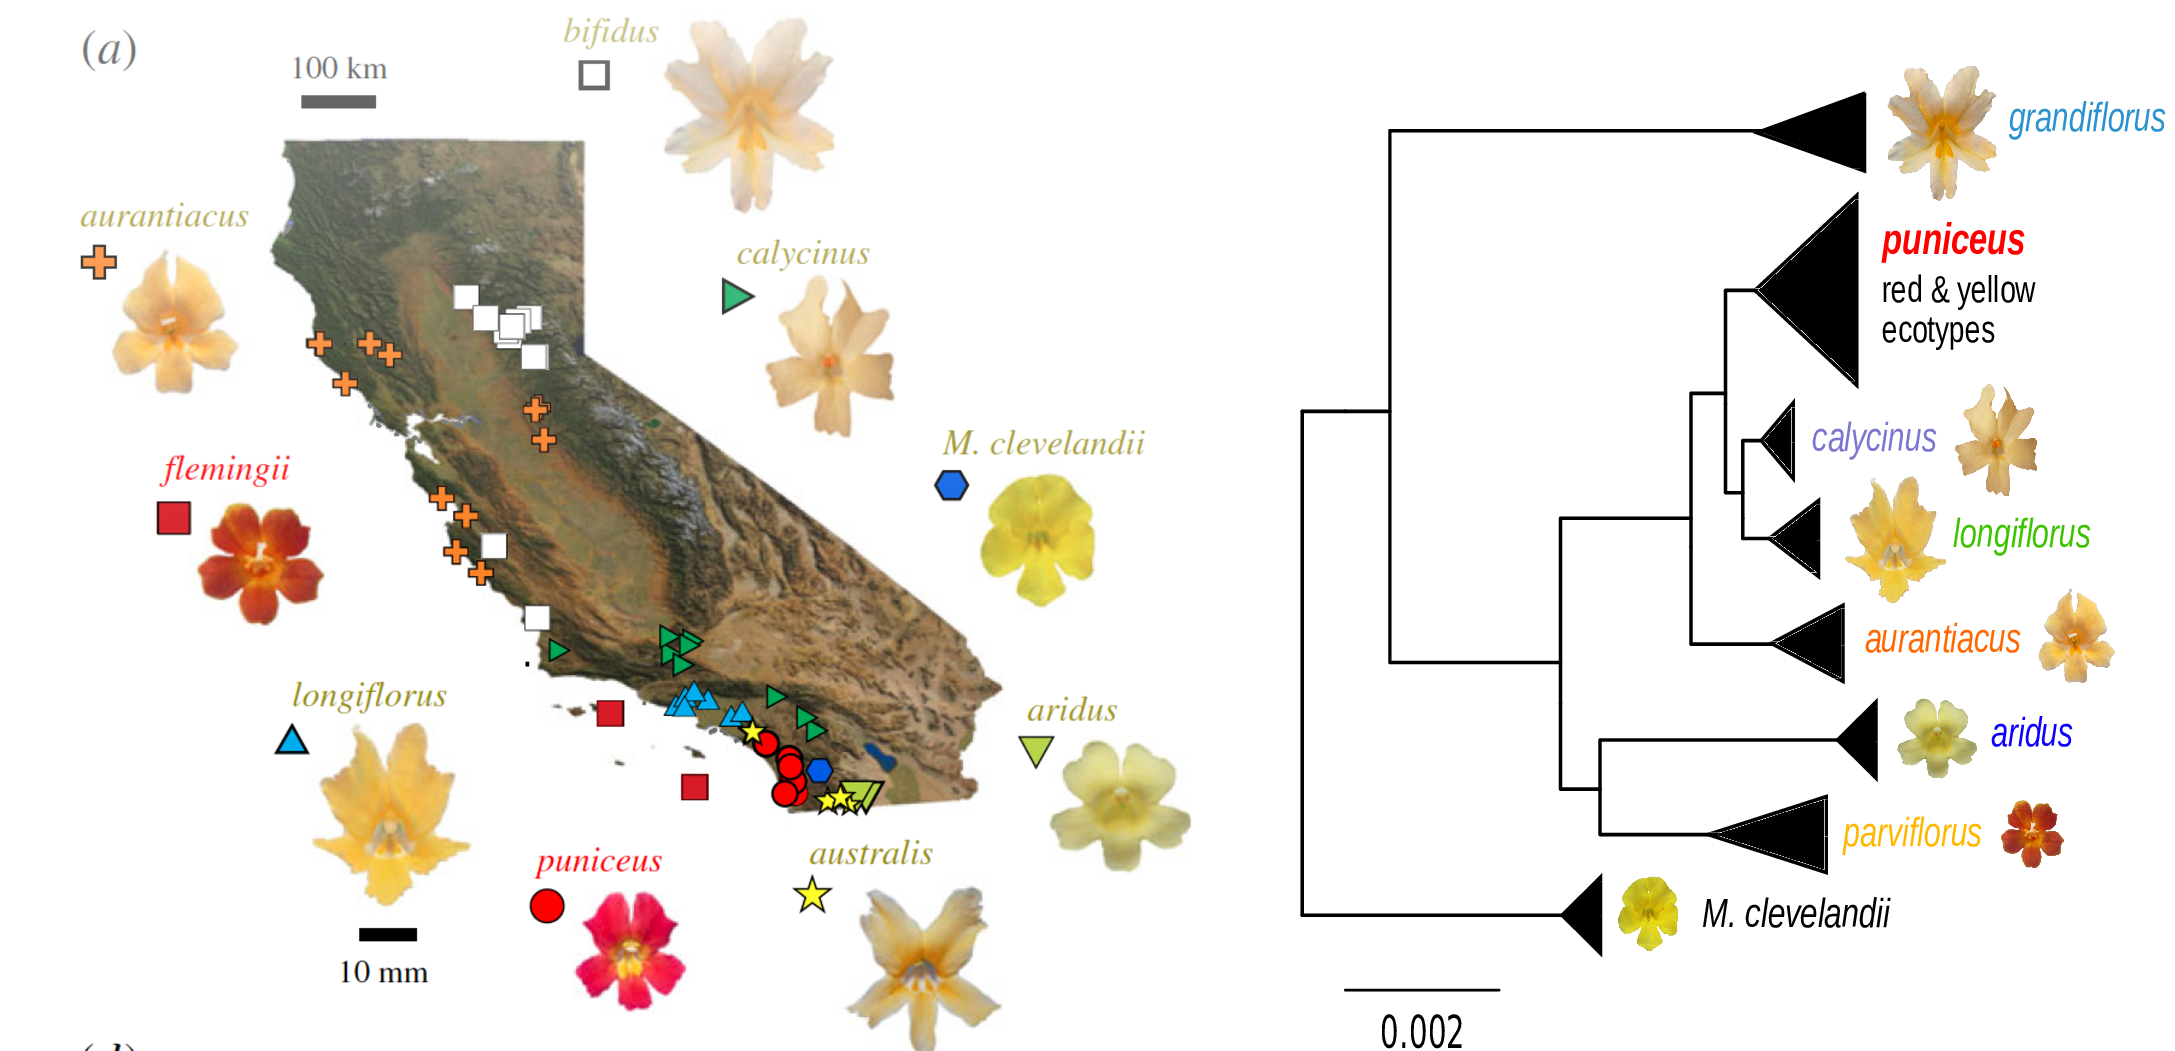 (a)
100 km
bifidus
aurantiacus
calycinus
M. clevelandii
flemingii
longiflorus
aridus
puniceus
australis
10 mm
grandiflorus
puniceus
red & yellow
ecotypes
calycinus
longiflorus
aurantiacus
aridus
parviflorus
M. clevelandii
0.002